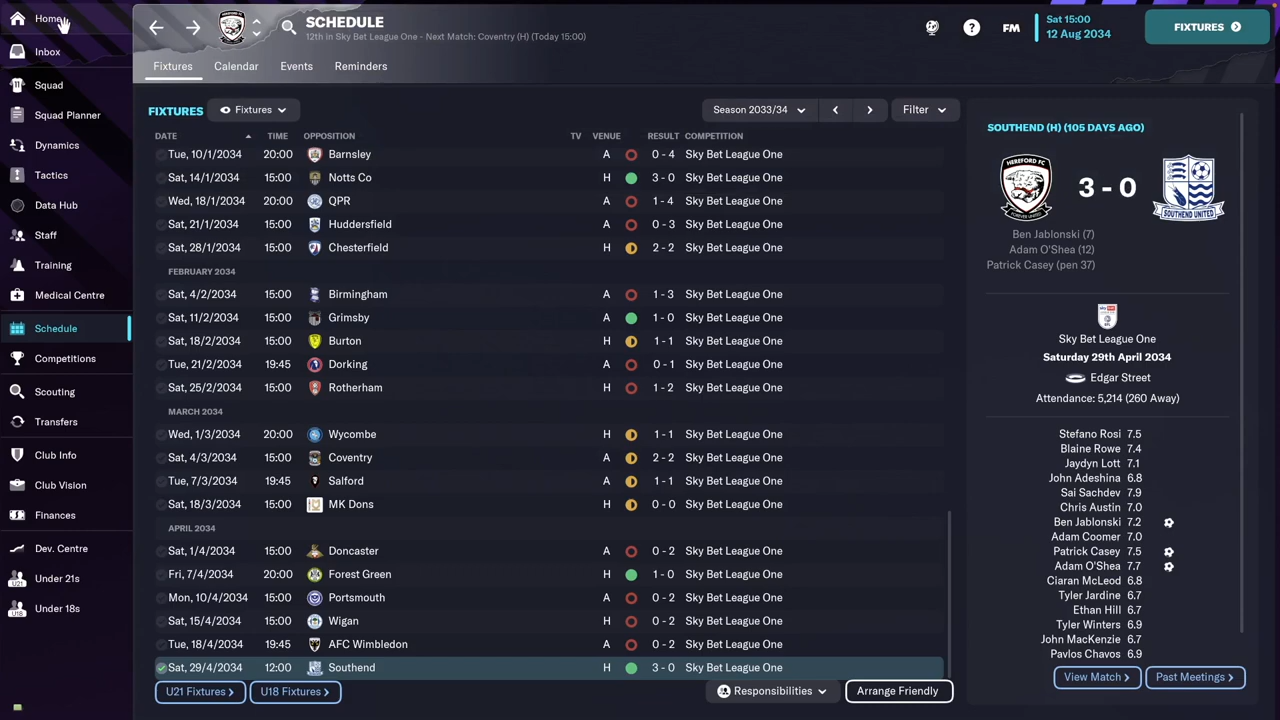 Home
Inbox
Squad
Squad Planner
Dynamics
Tactics
Data Hub
Staff
Training
Medical Centre
Schedule
Competitions
Scouting
Transfers
Club Info
Club Vision
Finances
Dev. Centre
U21 Under 21s
U18 Under 18s
SCHEDULE
12th in Sky Bet League One - Next Match: Coventry (H) (Today 15:00)
FM
Sat 15:00
12 Aug 2034
FIXTURES
Fixtures Calendar Events Reminders
FIXTURES Fixtures Season 2033/34 Filter
DATE TIME OPPOSITION TV VENUE RESULT COMPETITION
Tue, 10/1/2034 20:00 Barnsley A 0 - 4 Sky Bet League One
Sat, 14/1/2034 15:00 Notts Co H 3 - 0 Sky Bet League One
Wed, 18/1/2034 20:00 QPR A 1 - 4 Sky Bet League One
Sat, 21/1/2034 15:00 Huddersfield A 0 - 3 Sky Bet League One
Sat, 28/1/2034 15:00 Chesterfield H 2 - 2 Sky Bet League One
FEBRUARY 2034
Sat, 4/2/2034 15:00 Birmingham A 1 - 3 Sky Bet League One
Sat, 11/2/2034 15:00 Grimsby A 1 - 0 Sky Bet League One
Sat, 18/2/2034 15:00 Burton H 1 - 1 Sky Bet League One
Tue, 21/2/2034 19:45 Dorking A 0 - 1 Sky Bet League One
Sat, 25/2/2034 15:00 Rotherham H 1 - 2 Sky Bet League One
MARCH 2034
Wed, 1/3/2034 20:00 Wycombe H 1 - 1 Sky Bet League One
Sat, 4/3/2034 15:00 Coventry A 2 - 2 Sky Bet League One
Tue, 7/3/2034 19:45 Salford A 1 - 1 Sky Bet League One
Sat, 18/3/2034 15:00 MK Dons H 0 - 0 Sky Bet League One
APRIL 2034
Sat, 1/4/2034 15:00 Doncaster A 0 - 2 Sky Bet League One
Fri, 7/4/2034 20:00 Forest Green H 1 - 0 Sky Bet League One
Mon, 10/4/2034 15:00 Portsmouth A 0 - 2 Sky Bet League One
Sat, 15/4/2034 15:00 Wigan H 0 - 2 Sky Bet League One
Tue, 18/4/2034 19:45 AFC Wimbledon A 0 - 2 Sky Bet League One
Sat, 29/4/2034 12:00 Southend H 3 - 0 Sky Bet League One
U21 Fixtures > U18 Fixtures > Responsibilities Arrange Friendly
SOUTHEND (H) (105 DAYS AGO)
HEREFORD FC
FOREVER UNITED
3 - 0
SOUTHEND UNITED
Ben Jablonski (7)
Adam O'Shea (12)
Patrick Casey (pen 37)
Sky Bet League One
Saturday 29th April 2034
Edgar Street
Attendance: 5,214 (260 Away)
Stefano Rosi 7.5
Blaine Rowe 7.4
Jaydyn Lott 7.1
John Adeshina 6.8
Sai Sachdev 7.9
Chris Austin 7.0
Ben Jablonski 7.2
Adam Coomer 7.0
Patrick Casey 7.5
Adam O'Shea 7.7
Ciaran McLeod 6.8
Tyler Jardine 6.7
Ethan Hill 6.7
Tyler Winters 6.9
John MacKenzie 6.7
Pavlos Chavos 6.9
View Match > Past Meetings >